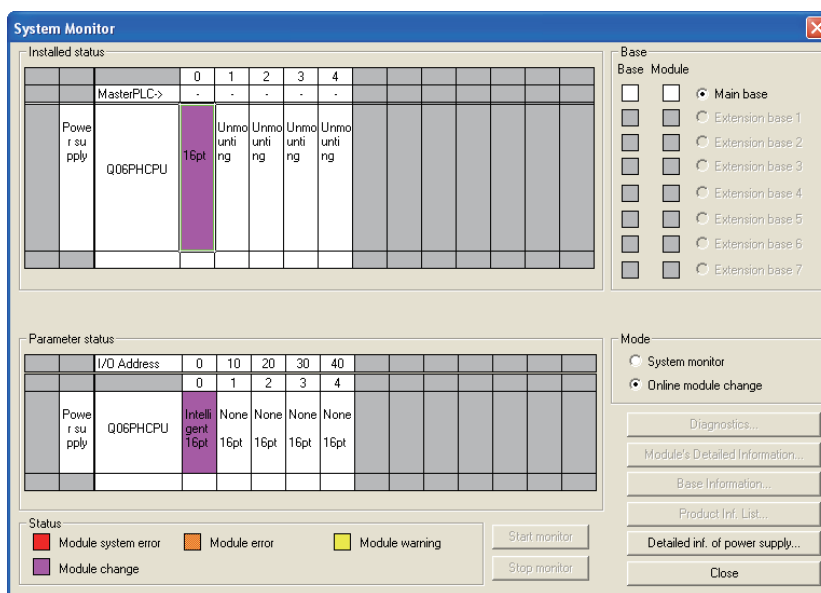 System Monitor
Installed status
0 1 2 3 4
MasterPLC-> - - - - -
Powe
r su
pply
Q06PHCPU
16pt
Unmo
unti
ng
Unmo
unti
ng
Unmo
unti
ng
Unmo
unti
ng
Base
Base Module
Main base
Extension base 1
Extension base 2
Extension base 3
Extension base 4
Extension base 5
Extension base 6
Extension base 7
Parameter status
I/O Address 0 10 20 30 40
0 1 2 3 4
Powe
r su
pply
Q06PHCPU
Intelli
gent
16pt
None
16pt
None
16pt
None
16pt
None
16pt
Mode
System monitor
Online module change
Diagnostics...
Module's Detailed Information...
Base Information...
Product Inf. List...
Detailed inf. of power supply...
Close
Status
Module system error
Module error
Module warning
Module change
Start monitor
Stop monitor